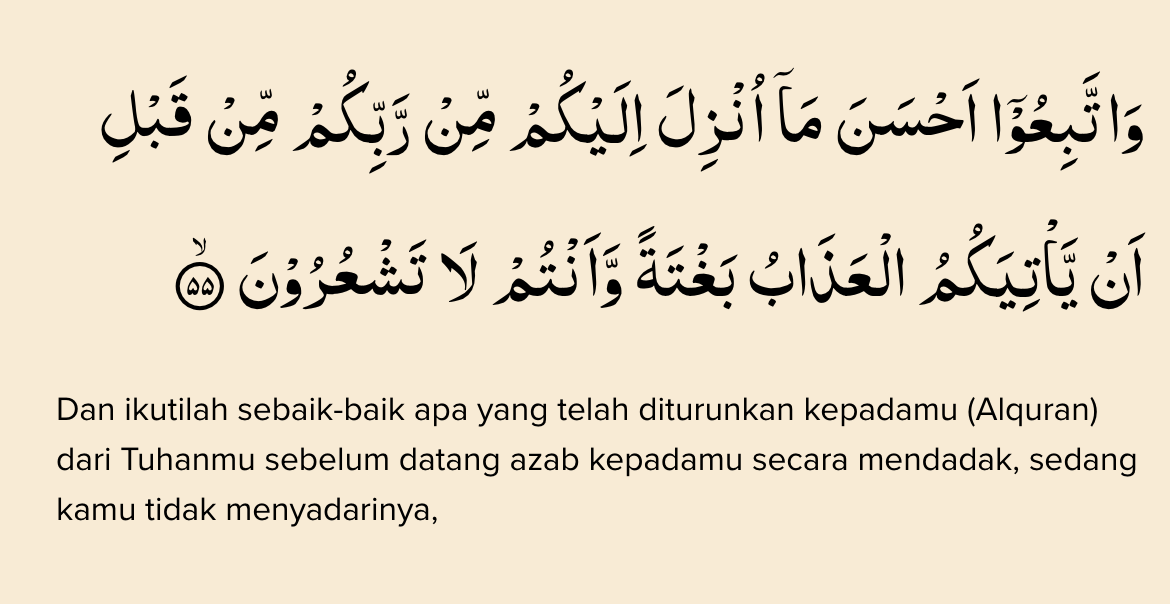 وَاتَّبِعُوْٓا اَحْسَنَ مَآ اُنْزِلَ اِلَيْكُمْ مِّنْ رَّبِّكُمْ مِّنْ قَبْلِ
اَنْ يَّأْتِيَكُمُ الْعَذَابُ بَغْتَةً وَّاَنْتُمْ لَا تَشْعُرُوْنَ ۙ ۵۵
Dan ikutilah sebaik-baik apa yang telah diturunkan kepadamu (Alquran)
dari Tuhanmu sebelum datang azab kepadamu secara mendadak, sedang
kamu tidak menyadarinya,